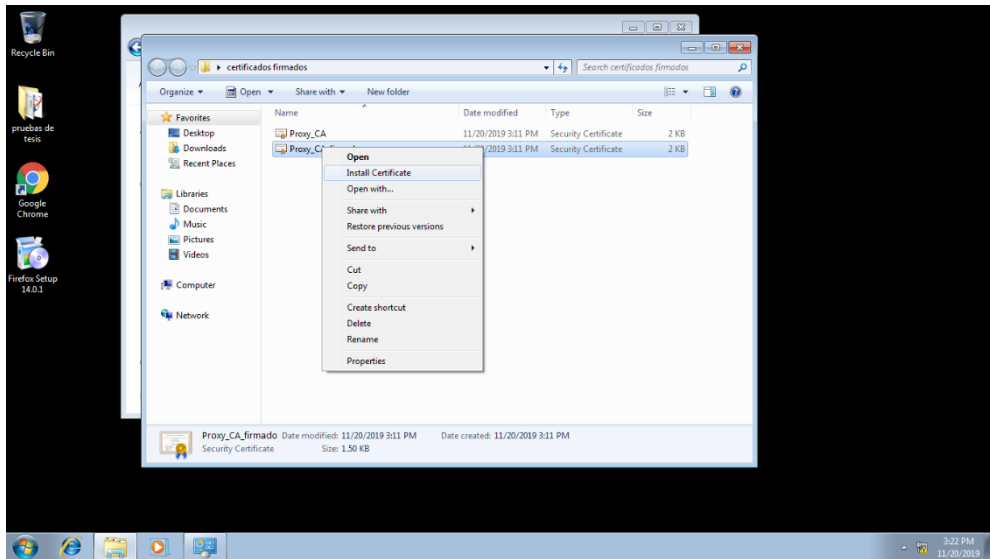 Recycle Bin
pruebas de
tesis
Google
Chrome
Firefox Setup
14.0.1
certificados firmados
Search certificados firmados
Organize
Open
Share with
New folder
Favorites
Desktop
Downloads
Recent Places
Libraries
Documents
Music
Pictures
Videos
Computer
Network
Name Date modified Type Size
Proxy_CA 11/20/2019 3:11 PM Security Certificate 2 KB
2019 3:11 PM Security Certificate 2 KB
Open
Install Certificate
Open with...
Share with
Restore previous versions
Send to
Cut
Copy
Create shortcut
Delete
Rename
Properties
Proxy_CA_firmado Date modified: 11/20/2019 3:11 PM Date created: 11/20/2019 3:11 PM
Security Certificate Size: 1.50 KB
3:22 PM
11/20/2019